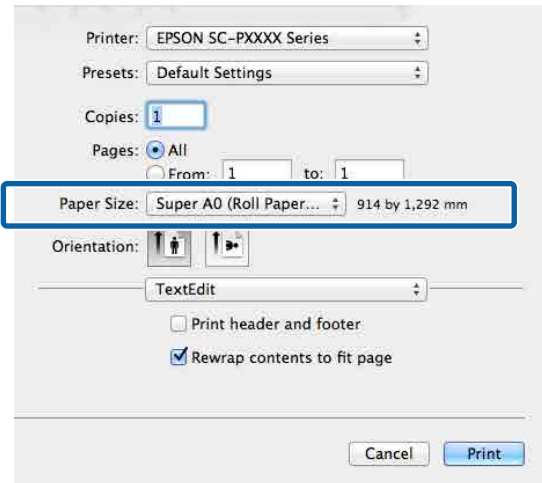 Printer: EPSON SC-PXXXX Series
Presets: Default Settings
Copies: 1
Pages: All
From: 1 to: 1
Paper Size: Super A0 (Roll Paper... 914 by 1,292 mm
Orientation:
TextEdit
Print header and footer
Rewrap contents to fit page
Cancel Print